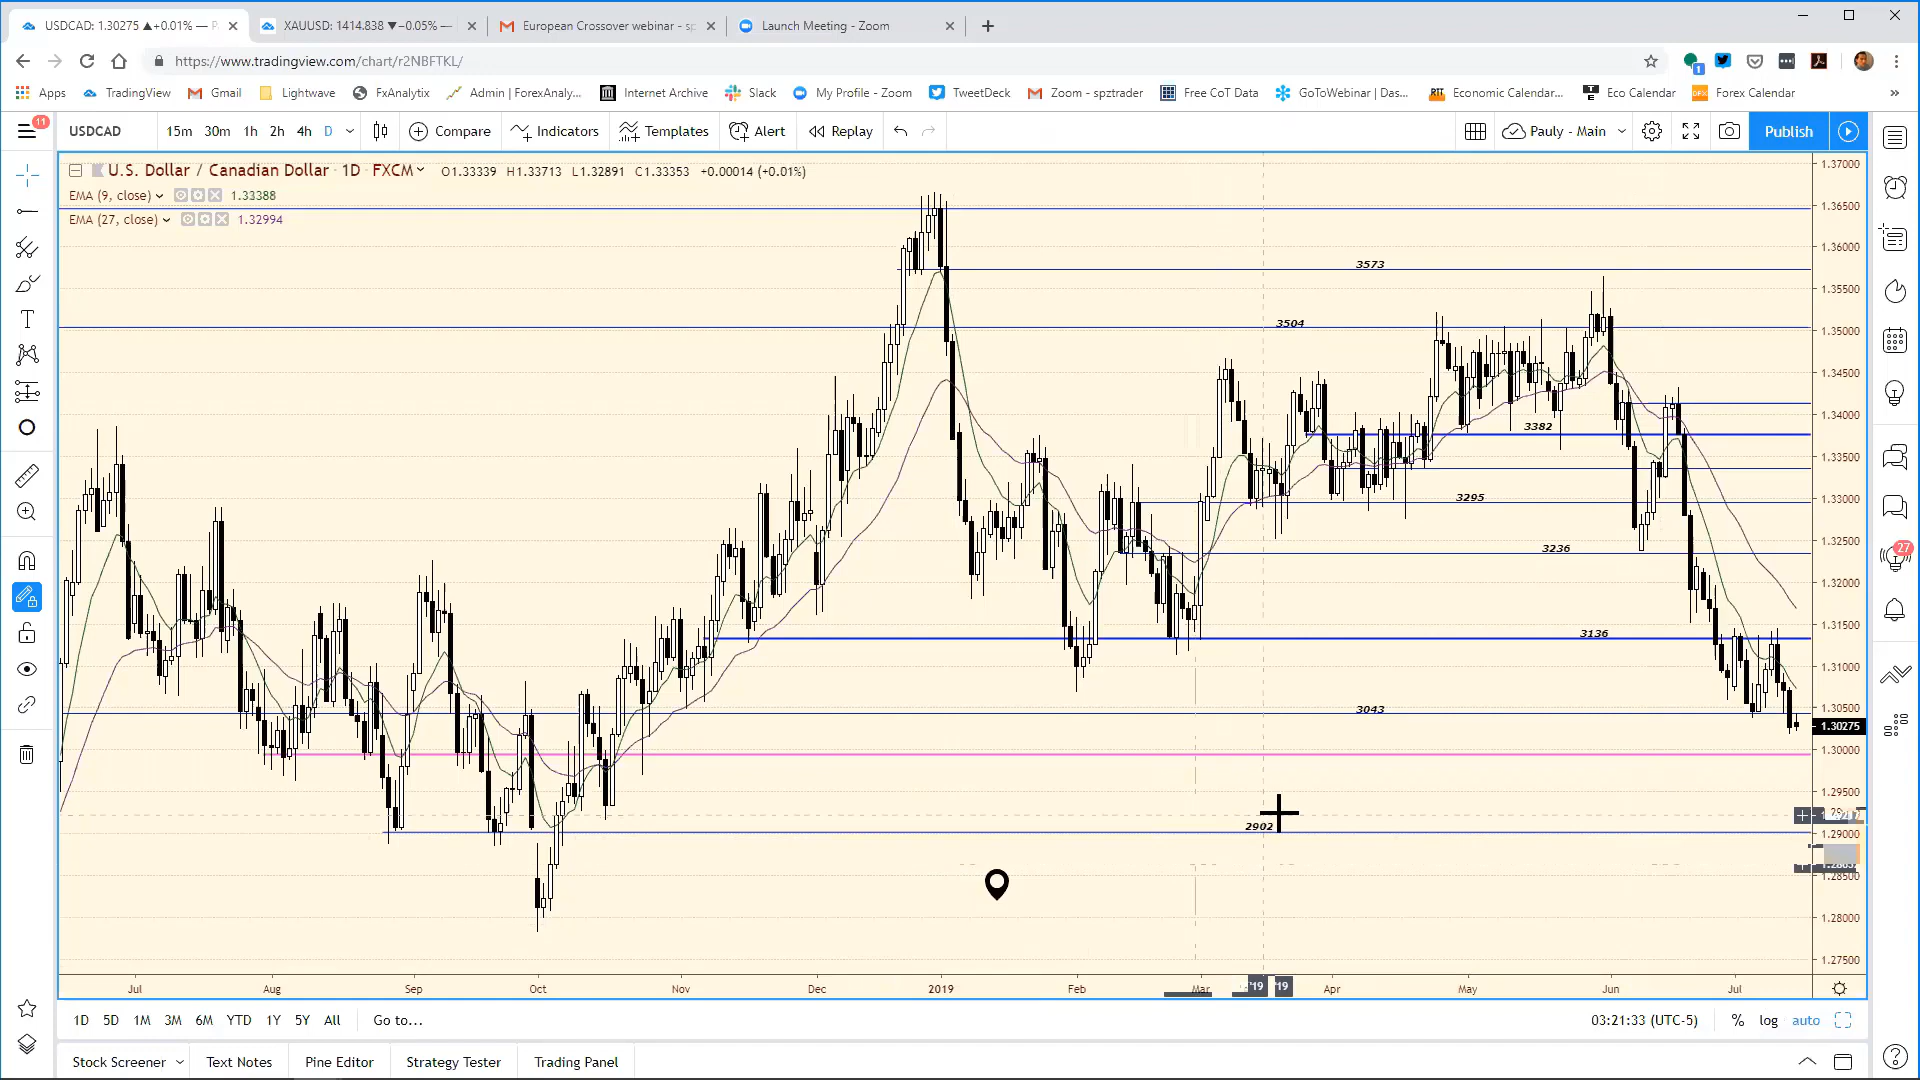 USDCAD: 1.30275 ▲+0.01% —
XAUUSD: 1414.838 ▼−0.05% —
European Crossover webinar - sp
Launch Meeting - Zoom
https://www.tradingview.com/chart/r2NBFTKL/
1
Apps
TradingView
Gmail
Lightwave
FxAnalytix
Admin | ForexAnaly...
Internet Archive
Slack
My Profile - Zoom
TweetDeck
Zoom - spztrader
Free CoT Data
GoToWebinar | Das...
Economic Calendar...
Eco Calendar
Forex Calendar
»
11
USDCAD
15m 30m 1h 2h 4h D
Compare
Indicators
Templates
Alert
Replay
Pauly - Main
Publish
U.S. Dollar / Canadian Dollar · 1D · FXCM
O1.33339 H1.33713 L1.32891 C1.33353 +0.00014 (+0.01%)
EMA (9, close) 1.33388
EMA (27, close) 1.32994
1.37000
1.36500
1.36000
1.35500
1.35000
1.34500
1.34000
1.33500
1.33000
1.32500
1.32000
1.31500
1.31000
1.30500
1.30275
1.30000
1.29500
1.29000
1.28500
1.28000
1.27500
3573
3504
3382
3295
3236
3136
3043
2902
27
Jul Aug Sep Oct Nov Dec 2019 Feb Mar '19 '19 Apr May Jun Jul
1D 5D 1M 3M 6M YTD 1Y 5Y All Go to...
03:21:33 (UTC-5) % log auto
Stock Screener
Text Notes
Pine Editor
Strategy Tester
Trading Panel